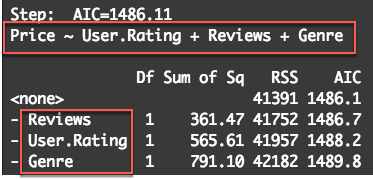 Step: AIC=1486.11
Price ~ User.Rating + Reviews + Genre
Df Sum of Sq RSS AIC
<none> 41391 1486.1
- Reviews 1 361.47 41752 1486.7
- User.Rating 1 565.61 41957 1488.2
- Genre 1 791.10 42182 1489.8